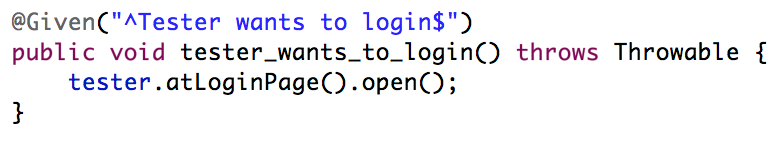 @Given("^Tester wants to login$")
public void tester_wants_to_login() throws Throwable {
    tester.atLoginPage().open();
}